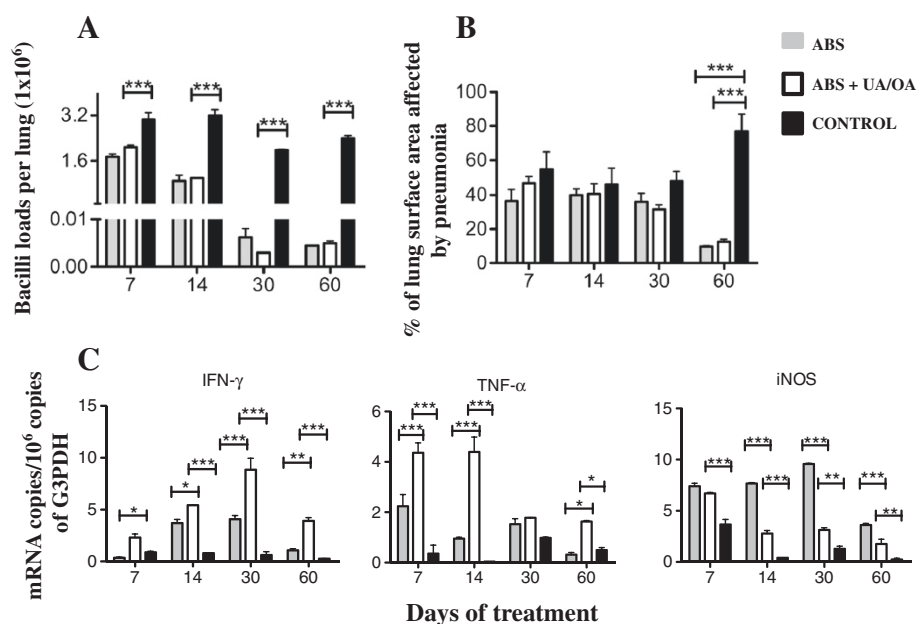 A
Bacilli loads per lung (1x10⁶)
3.2
1.6
0.01
0.00
***
***
***
***
7 14 30 60
B
% of lung surface area affected
by pneumonia
100
80
60
40
20
0
***
***
7 14 30 60
ABS
ABS + UA/OA
CONTROL
C
mRNA copies/10⁶ copies
of G3PDH
IFN-γ
15
10
5
0
*
*
***
***
***
**
***
7 14 30 60
TNF-α
6
4
2
0
***
***
***
***
*
*
7 14 30 60
iNOS
15
10
5
0
***
***
***
***
**
***
**
7 14 30 60
Days of treatment